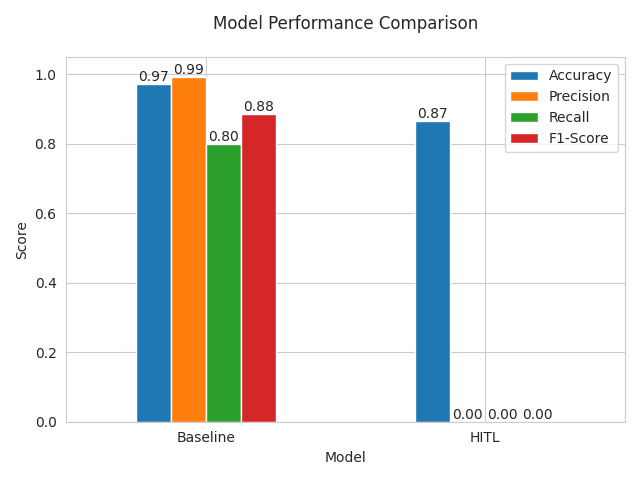 Model Performance Comparison
1.0
0.8
0.6
0.4
0.2
0.0
Score
0.97
0.99
0.80
0.88
0.87
0.00 0.00 0.00
Accuracy
Precision
Recall
F1-Score
Baseline
HITL
Model